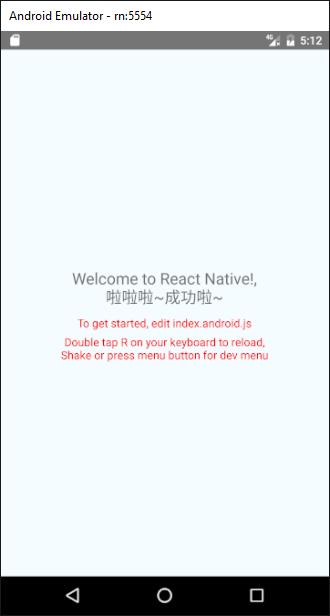 Android Emulator - rn:5554
4G
5:12
Welcome to React Native!,
啦啦啦~成功啦~
To get started, edit index.android.js
Double tap R on your keyboard to reload,
Shake or press menu button for dev menu